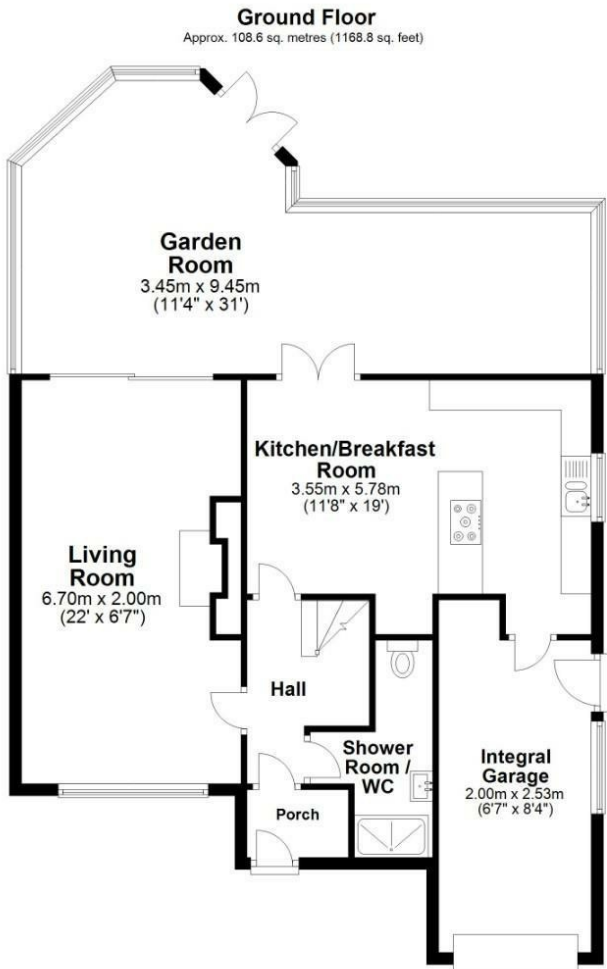 Ground Floor
Approx. 108.6 sq. metres (1168.8 sq. feet)
Garden
Room
3.45m x 9.45m
(11'4" x 31')
Kitchen/Breakfast
Room
3.55m x 5.78m
(11'8" x 19')
Living
Room
6.70m x 2.00m
(22' x 6'7")
Hall
Shower
Room /
WC
Integral
Garage
2.00m x 2.53m
(6'7" x 8'4")
Porch